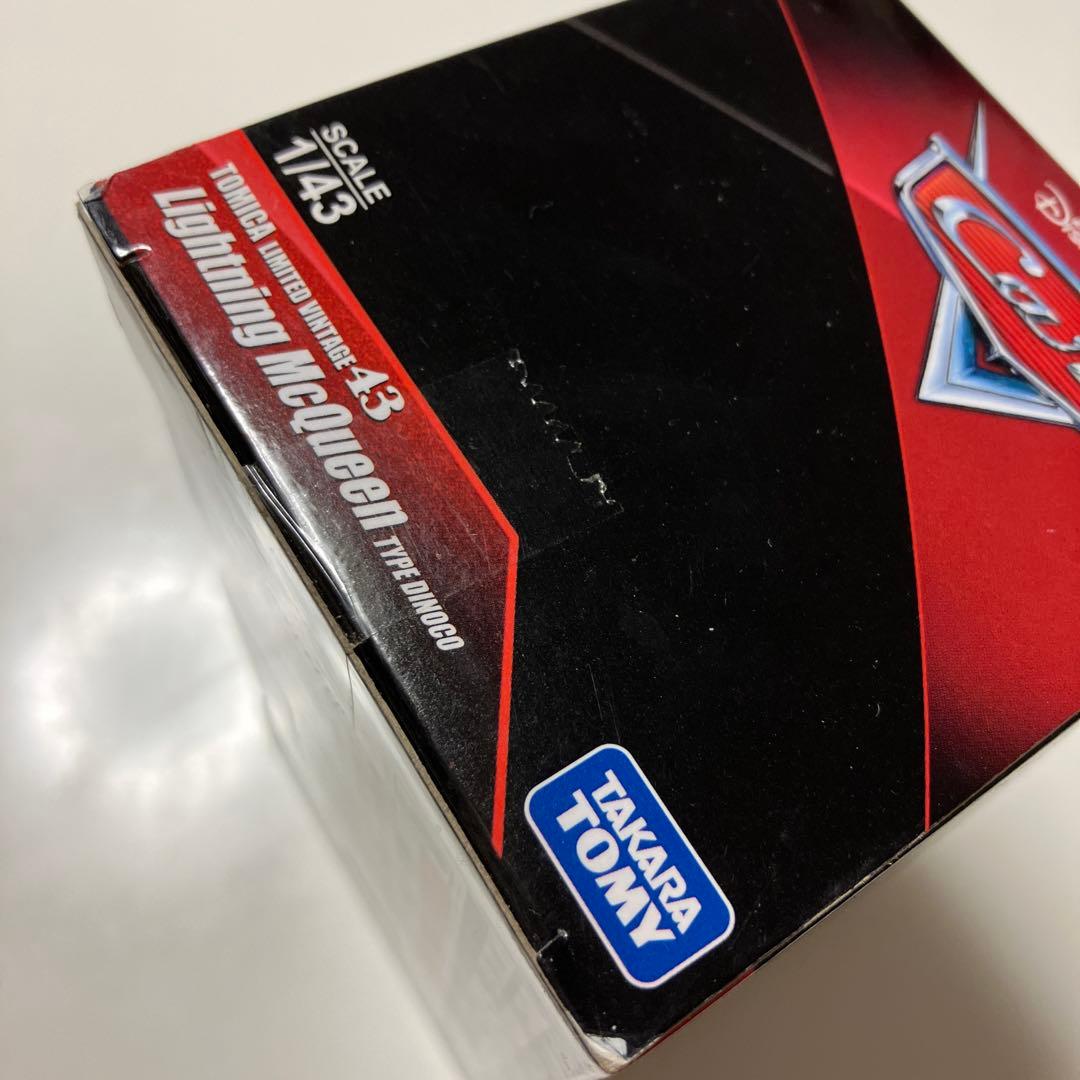 SCALE
1/43
TOMICA LIMITED VINTAGE 43
Lightning McQueen TYPE DINOCO
TAKARA
TOMY